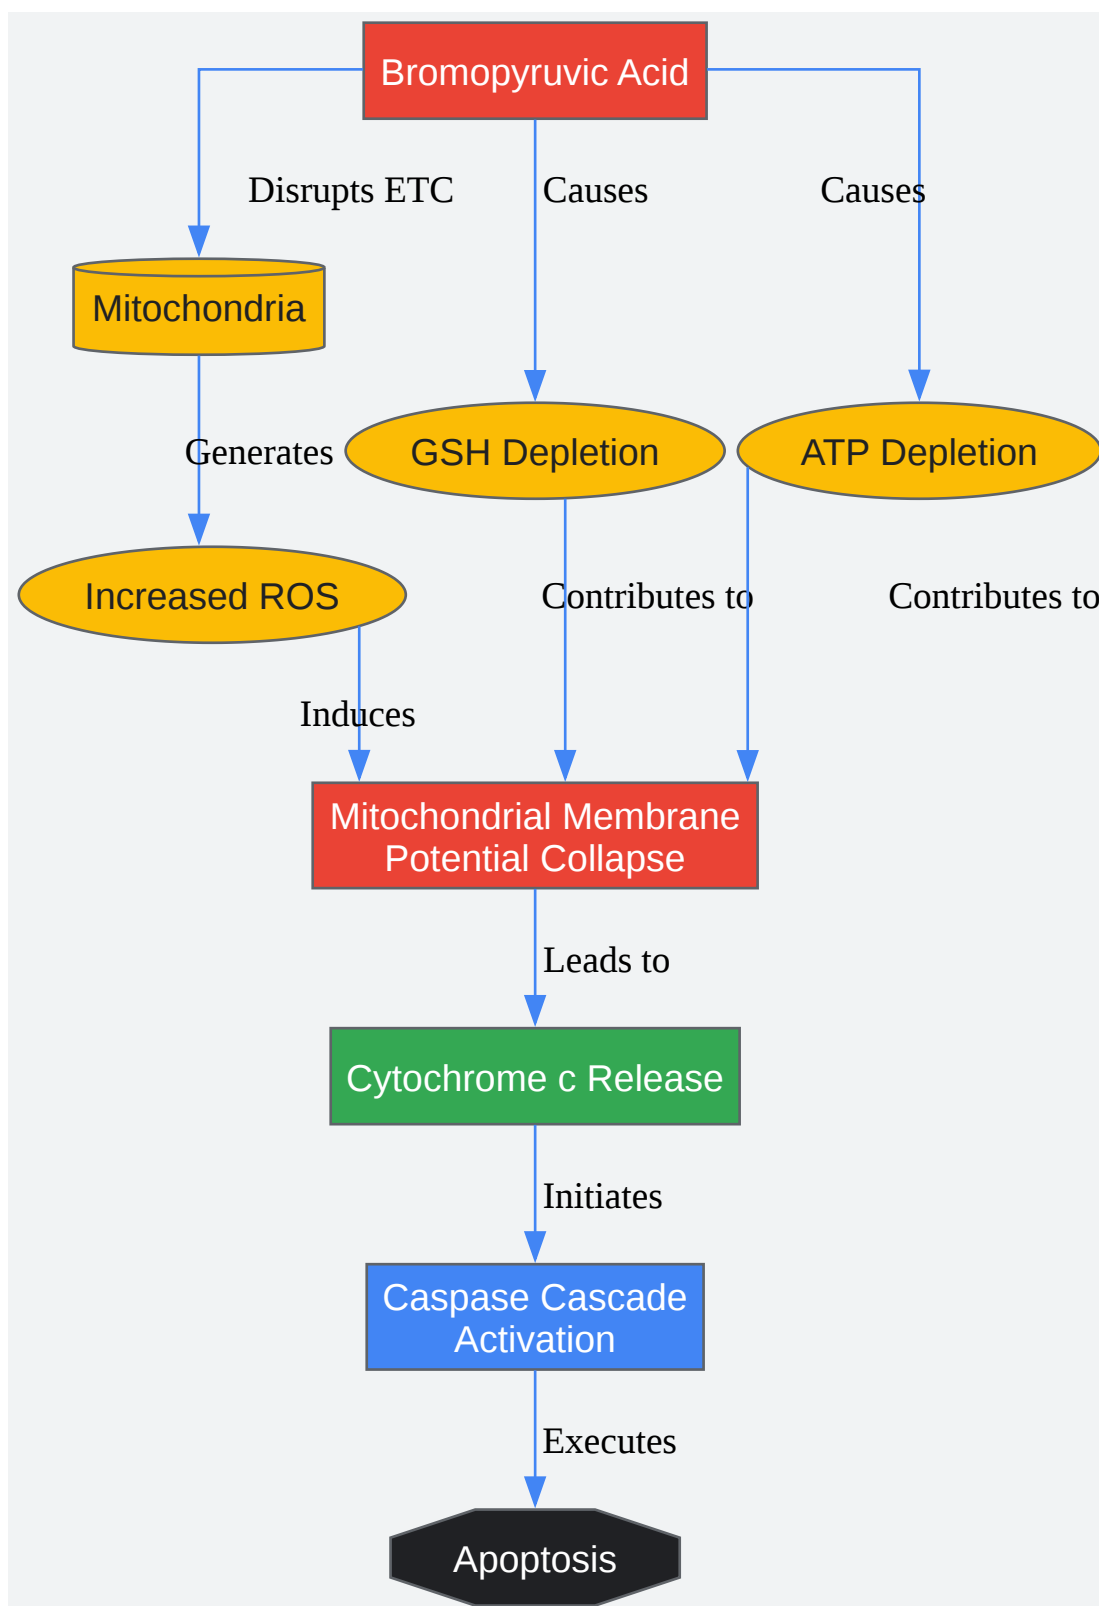 Bromopyruvic Acid
Disrupts ETC
Causes
Causes
Mitochondria
Generates
GSH Depletion
ATP Depletion
Increased ROS
Contributes to
Contributes to
Induces
Mitochondrial Membrane
Potential Collapse
Leads to
Cytochrome c Release
Initiates
Caspase Cascade
Activation
Executes
Apoptosis